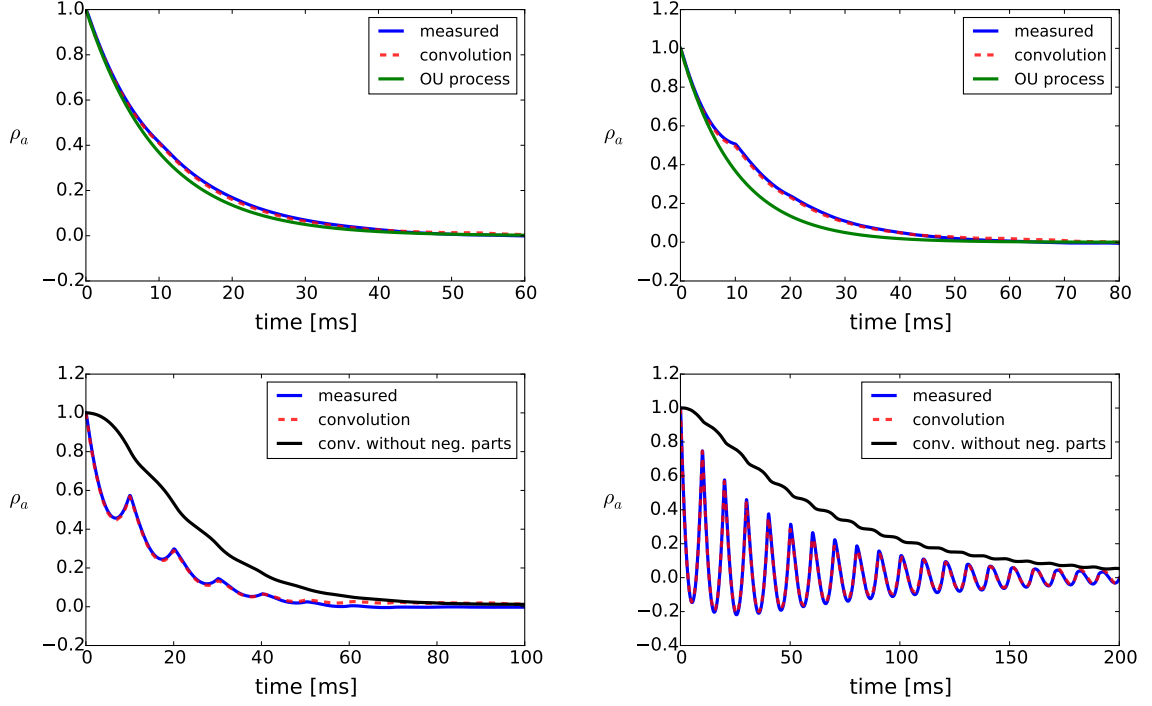 1.0
0.8
0.6
0.4
0.2
0.0
−0.2
ρa
measured
convolution
OU process
0 10 20 30 40 50 60
time [ms]
1.2
1.0
0.8
0.6
0.4
0.2
0.0
−0.2
ρa
measured
convolution
OU process
0 10 20 30 40 50 60 70 80
time [ms]
1.2
1.0
0.8
0.6
0.4
0.2
0.0
−0.2
ρa
measured
convolution
conv. without neg. parts
0 20 40 60 80 100
time [ms]
1.2
1.0
0.8
0.6
0.4
0.2
0.0
−0.2
−0.4
ρa
measured
convolution
conv. without neg. parts
0 50 100 150 200
time [ms]